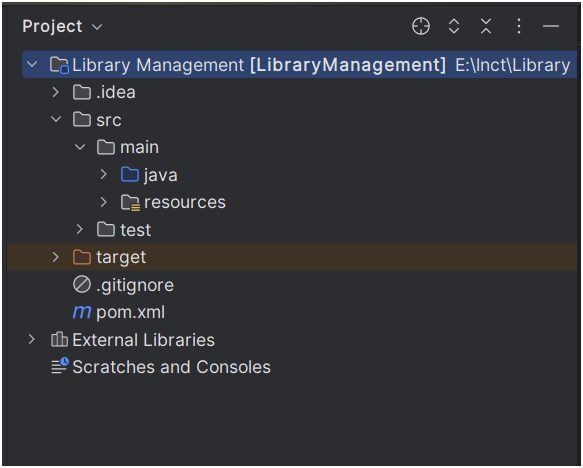 Project
Library Management [LibraryManagement] E:\Inct\Library
.idea
src
main
java
resources
test
target
.gitignore
m pom.xml
External Libraries
Scratches and Consoles